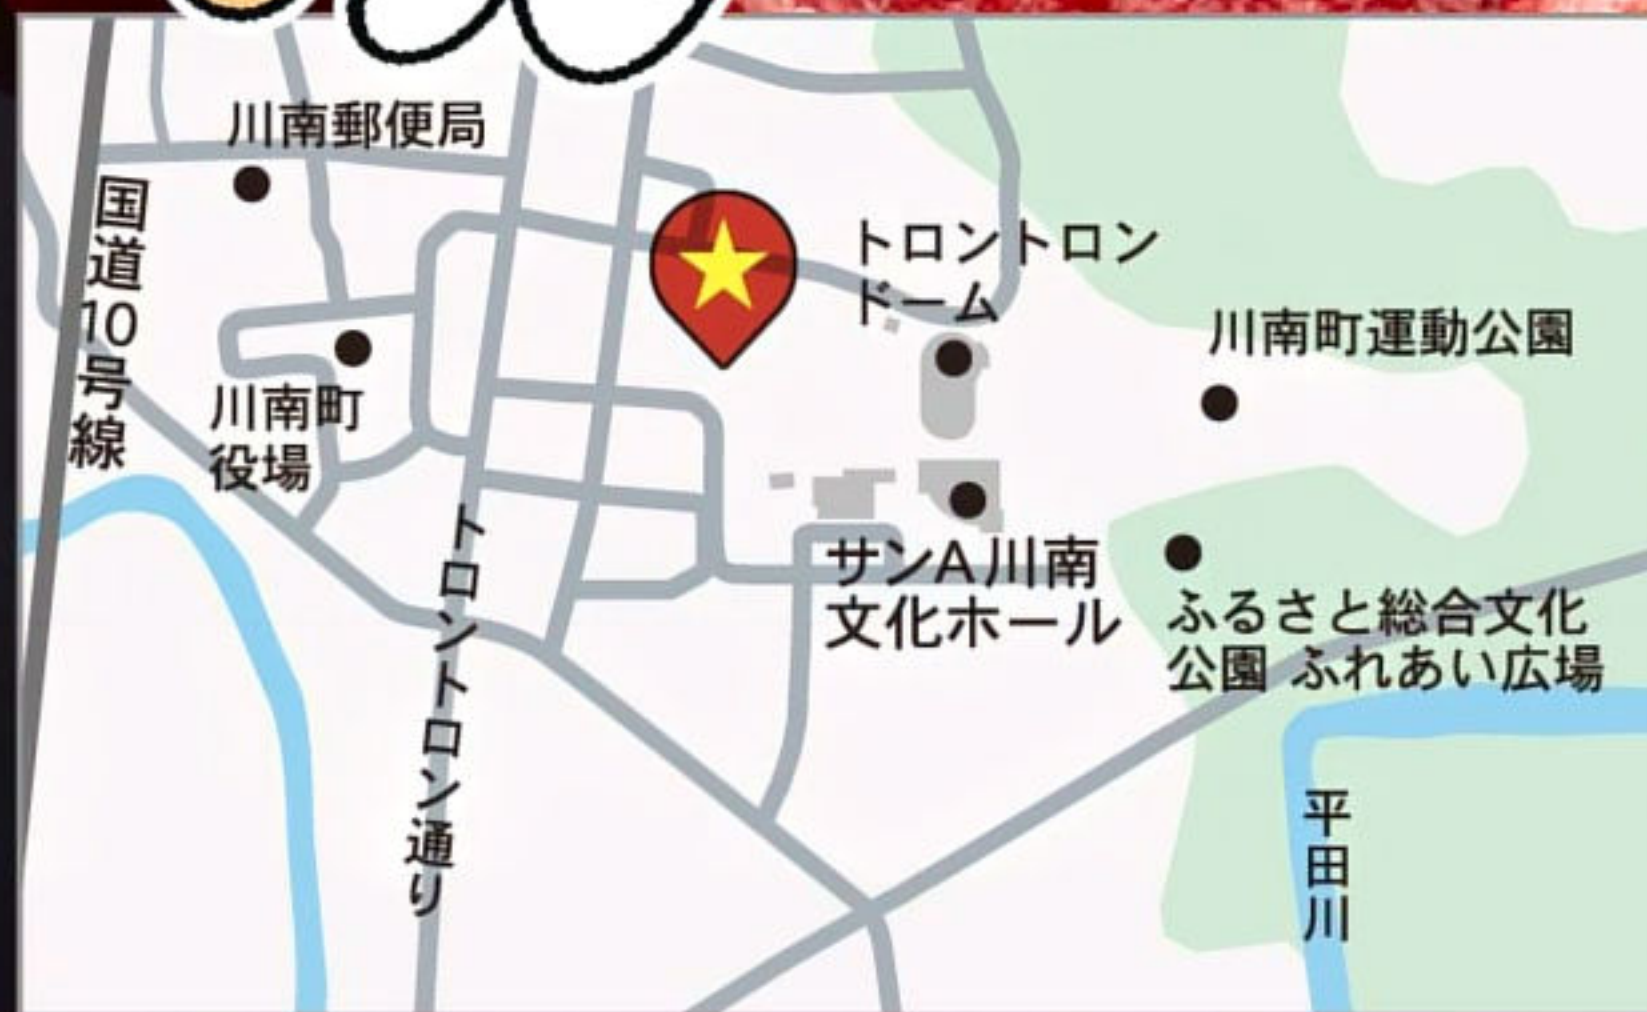 川南郵便局
国道10号線
トロントロン
ドーム
川南町運動公園
川南町
役場
トロントロン通り
サンA川南
文化ホール
ふるさと総合文化
公園 ふれあい広場
平田川